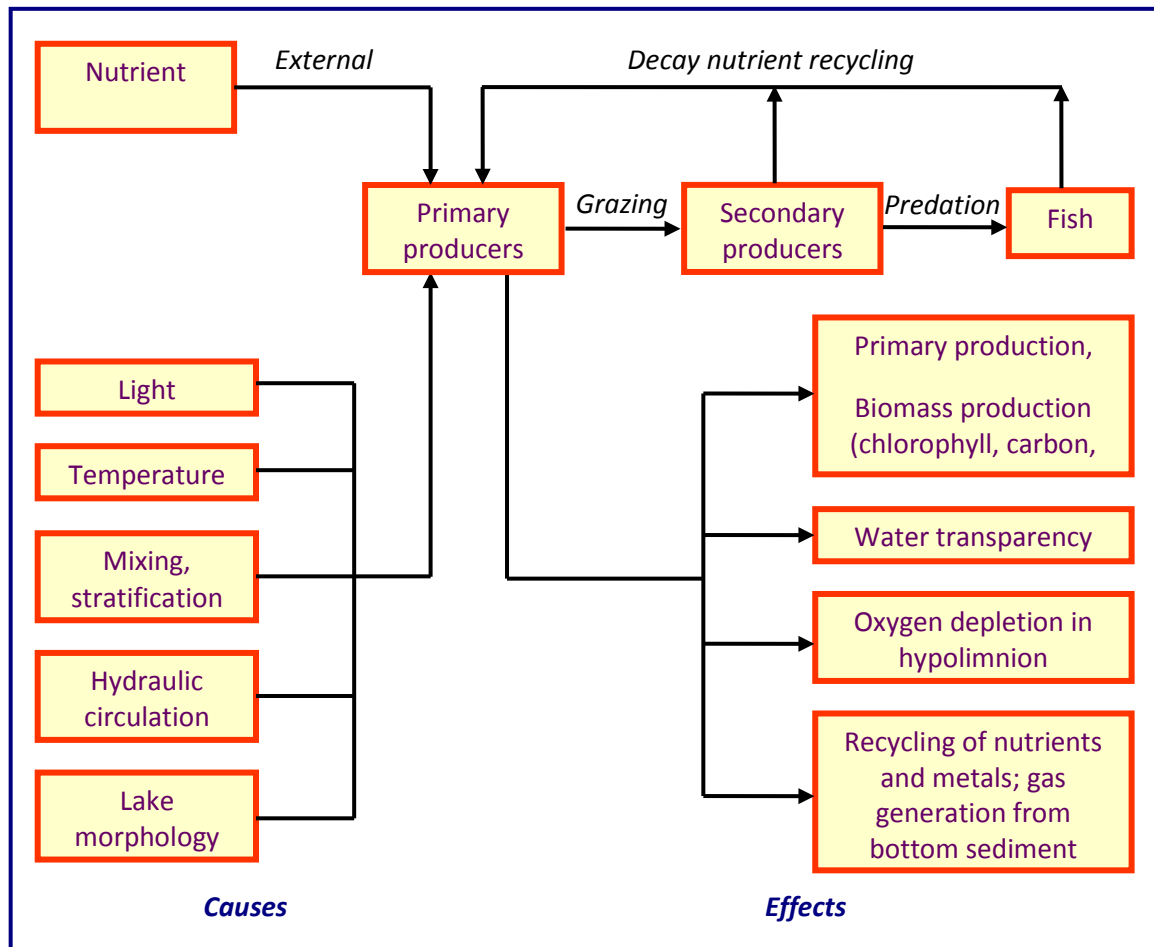 Nutrient
External
Decay nutrient recycling
Primary
producers
Grazing
Secondary
producers
Predation
Fish
Light
Temperature
Mixing,
stratification
Hydraulic
circulation
Lake
morphology
Primary production,
Biomass production
(chlorophyll, carbon,
Water transparency
Oxygen depletion in
hypolimnion
Recycling of nutrients
and metals; gas
generation from
bottom sediment
Causes
Effects